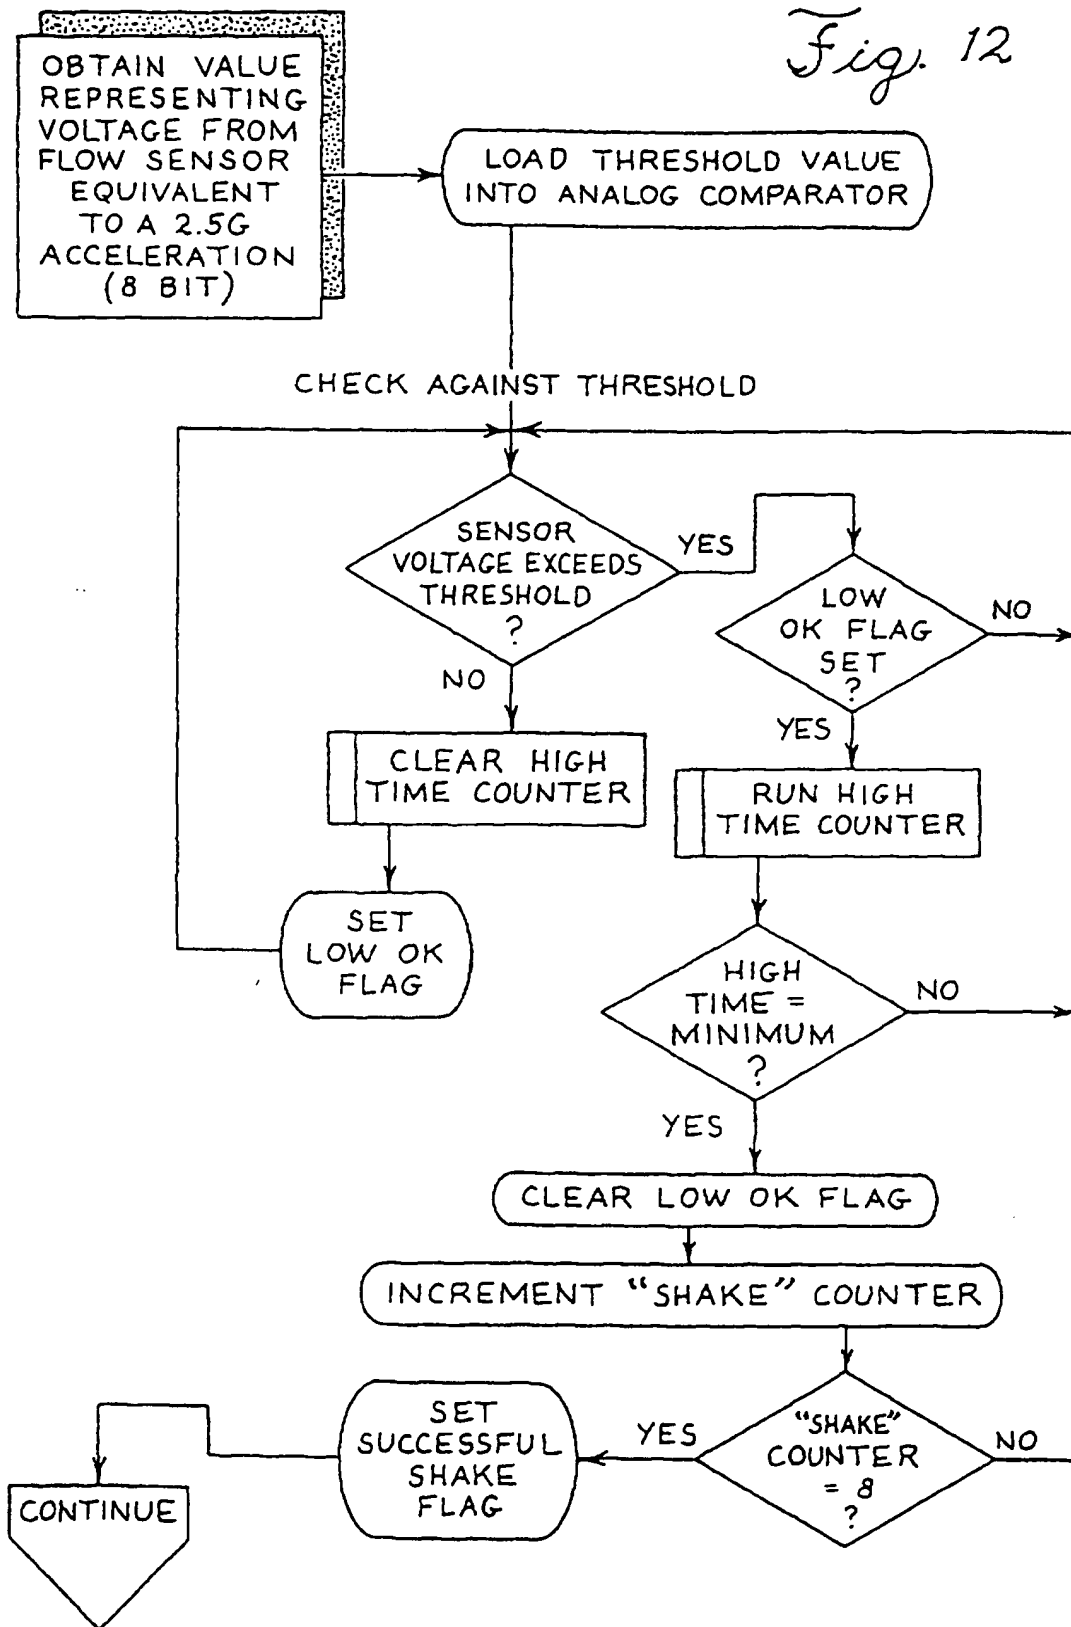 Fig. 12
OBTAIN VALUE
REPRESENTING
VOLTAGE FROM
FLOW SENSOR
EQUIVALENT
TO A 2.5G
ACCELERATION
(8 BIT)
LOAD THRESHOLD VALUE
INTO ANALOG COMPARATOR
CHECK AGAINST THRESHOLD
SENSOR
VOLTAGE EXCEEDS
THRESHOLD
?
YES
NO
LOW
OK FLAG
SET
?
NO
YES
CLEAR HIGH
TIME COUNTER
RUN HIGH
TIME COUNTER
SET
LOW OK
FLAG
HIGH
TIME =
MINIMUM
?
NO
YES
CLEAR LOW OK FLAG
INCREMENT "SHAKE" COUNTER
"SHAKE"
COUNTER
= 8
?
NO
YES
SET
SUCCESSFUL
SHAKE
FLAG
CONTINUE